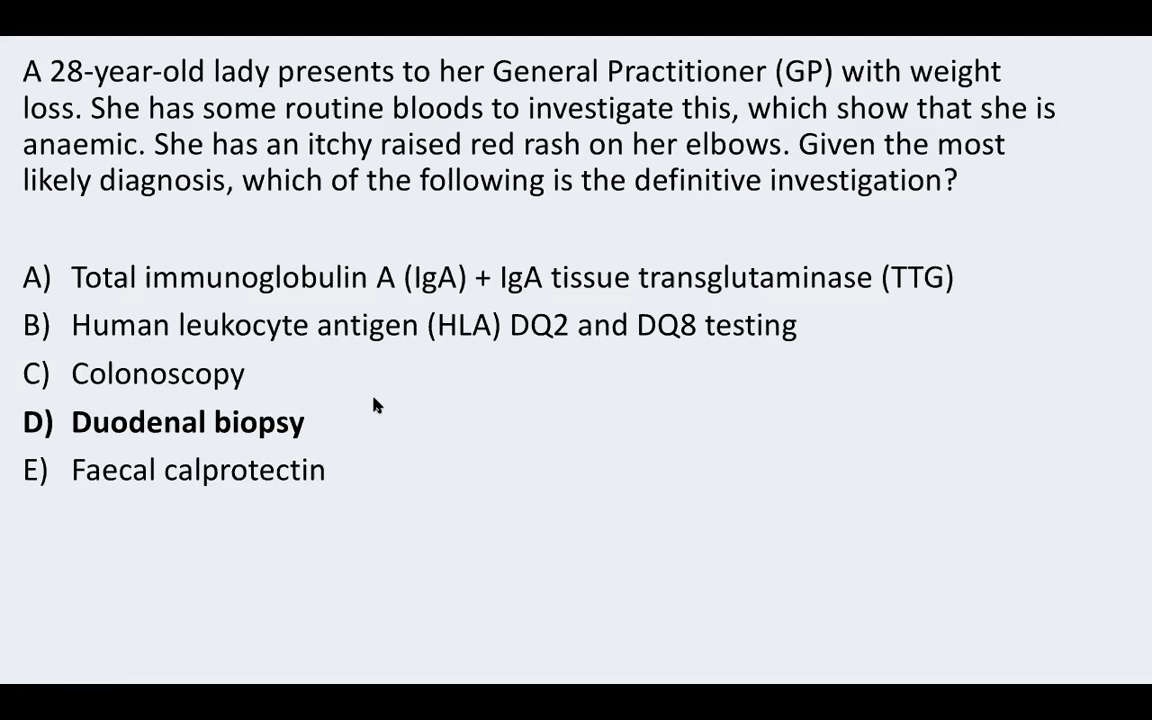 A 28-year-old lady presents to her General Practitioner (GP) with weight
loss. She has some routine bloods to investigate this, which show that she is
anaemic. She has an itchy raised red rash on her elbows. Given the most
likely diagnosis, which of the following is the definitive investigation?
A) Total immunoglobulin A (IgA) + IgA tissue transglutaminase (TTG)
B) Human leukocyte antigen (HLA) DQ2 and DQ8 testing
C) Colonoscopy
D) Duodenal biopsy
E) Faecal calprotectin